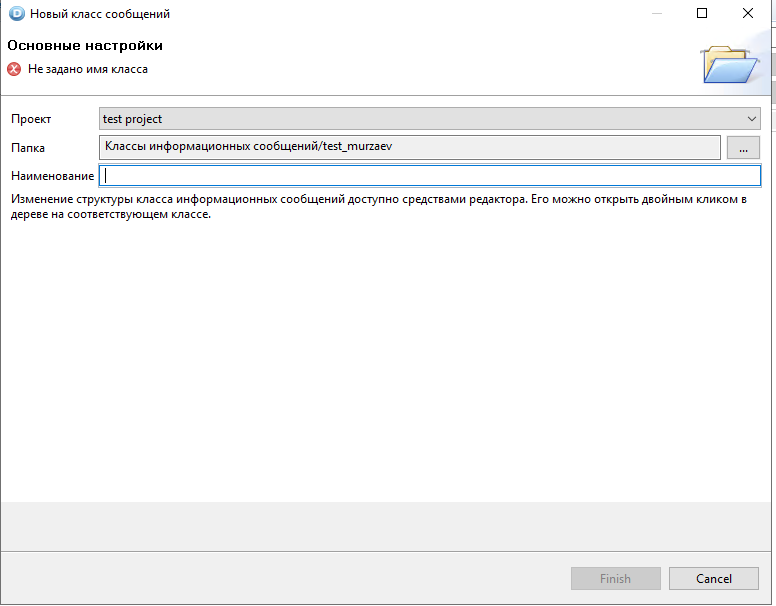 Новый класс сообщений
Основные настройки
Не задано имя класса
Проект test project
Папка Классы информационных сообщений/test_murzaev ...
Наименование
Изменение структуры класса информационных сообщений доступно средствами редактора. Его можно открыть двойным кликом в
дереве на соответствующем классе.
Finish Cancel